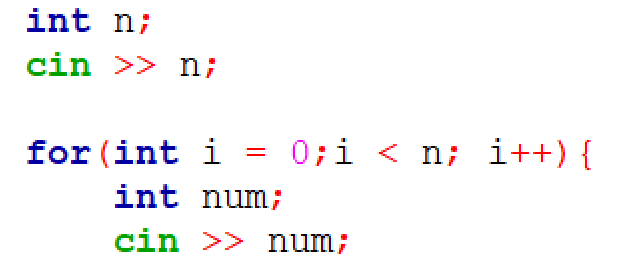 int n;
cin >> n;
for(int i = 0;i < n; i++){
int num;
cin >> num;